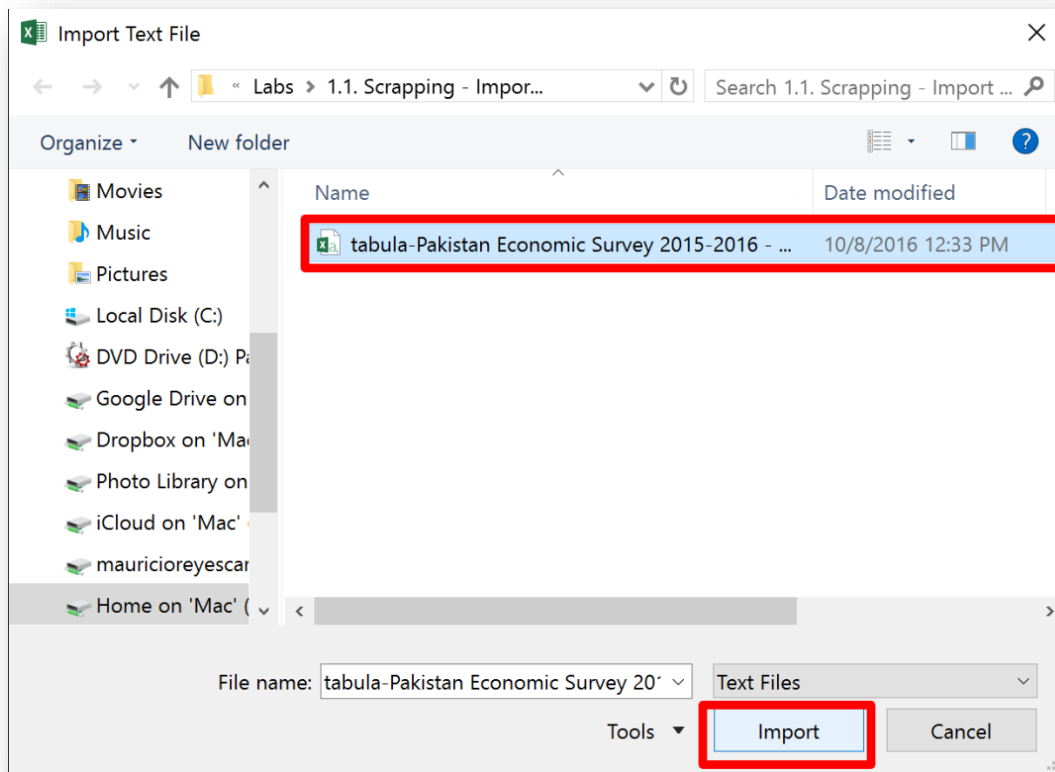 Import Text File
« Labs > 1.1. Scrapping - Impor...
Search 1.1. Scrapping - Import ...
Organize
New folder
?
Name
Date modified
Movies
Music
Pictures
Local Disk (C:)
DVD Drive (D:) Pa
Google Drive on
Dropbox on 'Mac
Photo Library on
iCloud on 'Mac'
mauricioreyescar
Home on 'Mac' (
tabula-Pakistan Economic Survey 2015-2016 - ...
10/8/2016 12:33 PM
File name:
tabula-Pakistan Economic Survey 201
Text Files
Tools
Import
Cancel